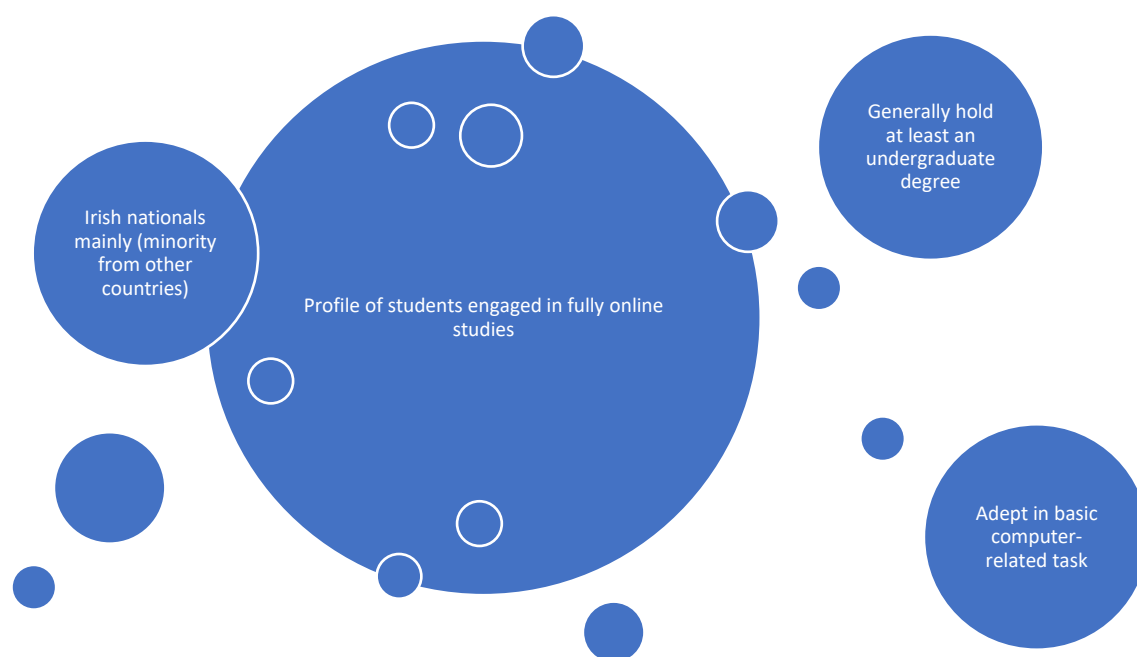 Generally hold
at least an
undergraduate
degree
Irish nationals
mainly (minority
from other
countries)
Profile of students engaged in fully online
studies
Adept in basic
computer-
related task